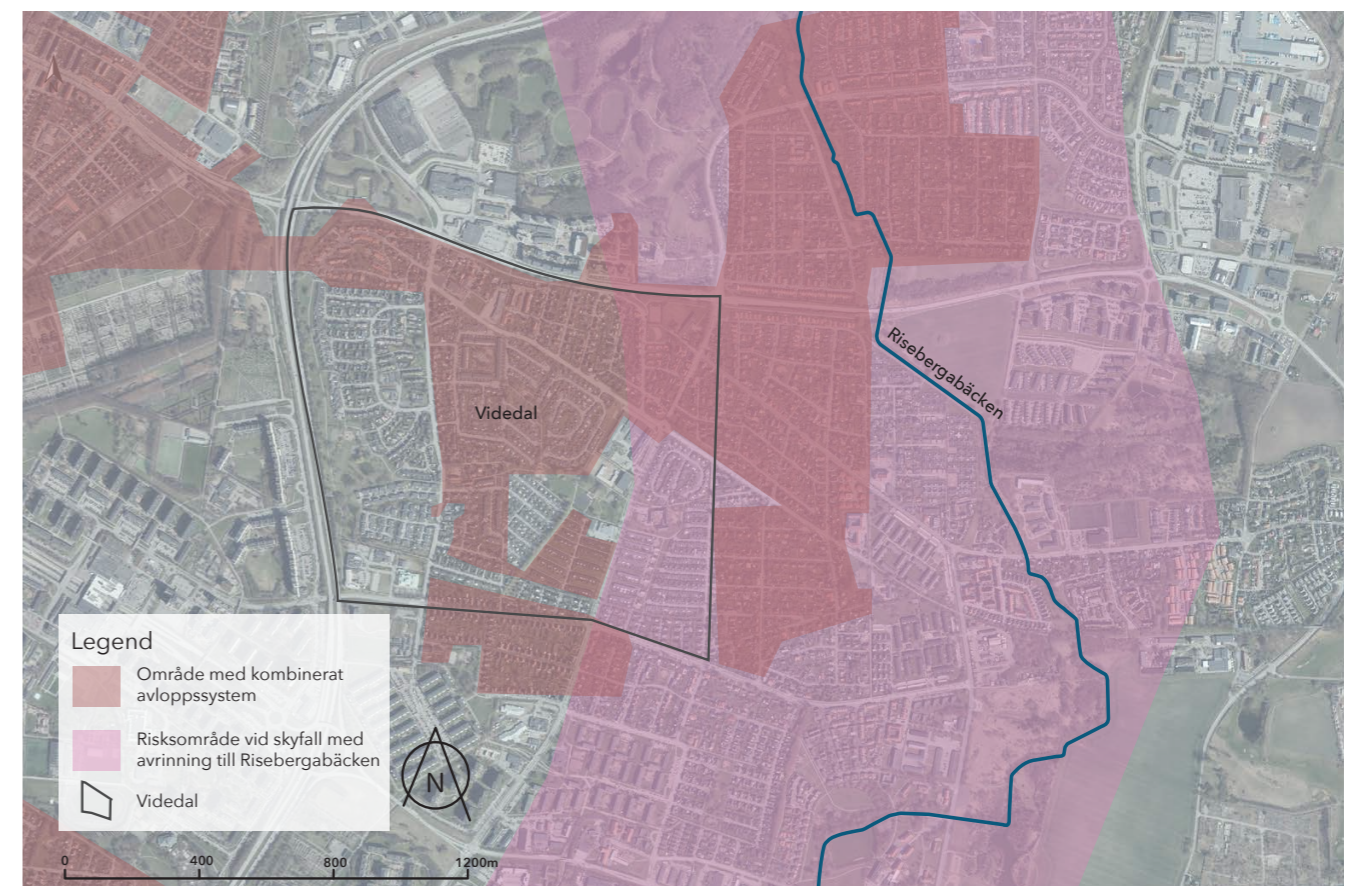 Risebergabäcken
Videdal
Legend
Område med kombinerat
avloppssystem
Risksområde vid skyfall med
avrinning till Risebergabäcken
Videdal
N
0 400 800 1200m